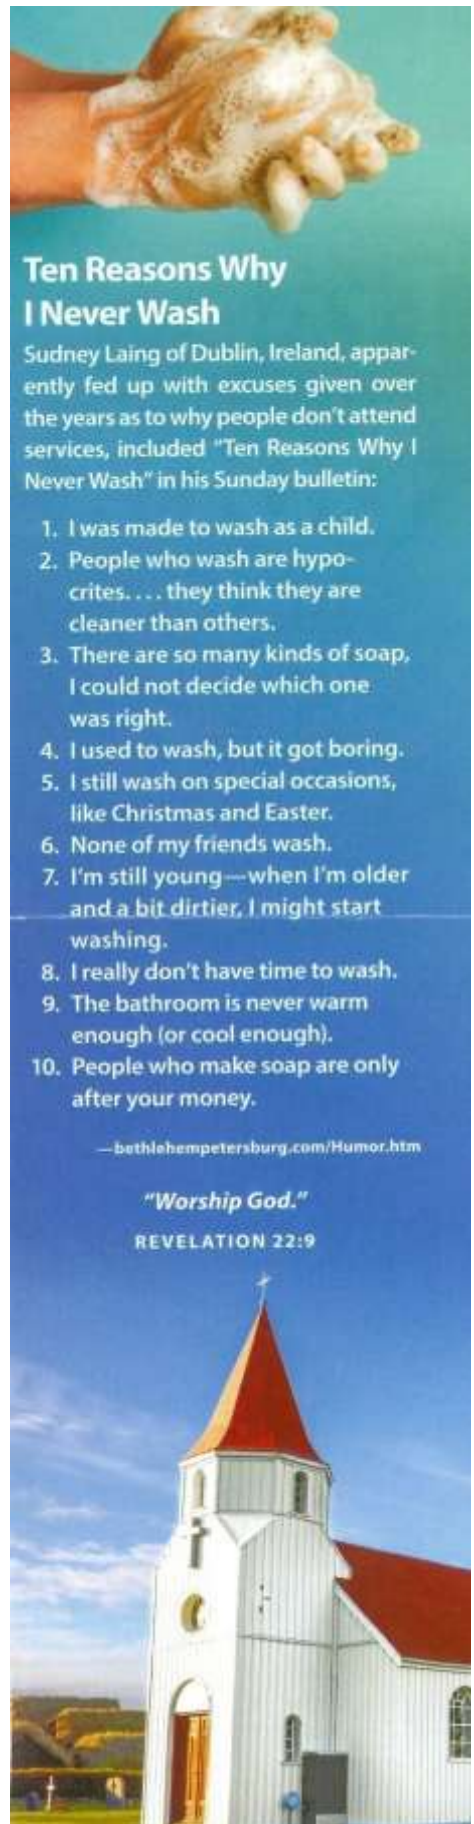 Ten Reasons Why
I Never Wash
Sudney Laing of Dublin, Ireland, appar-
ently fed up with excuses given over
the years as to why people don't attend
services, included "Ten Reasons Why I
Never Wash" in his Sunday bulletin:
1. I was made to wash as a child.
2. People who wash are hypo-
crites. . . . they think they are
cleaner than others.
3. There are so many kinds of soap,
I could not decide which one
was right.
4. I used to wash, but it got boring.
5. I still wash on special occasions,
like Christmas and Easter.
6. None of my friends wash.
7. I'm still young—when I'm older
and a bit dirtier, I might start
washing.
8. I really don't have time to wash.
9. The bathroom is never warm
enough (or cool enough).
10. People who make soap are only
after your money.
—bethlehempetersburg.com/Humor.htm
"Worship God."
REVELATION 22:9